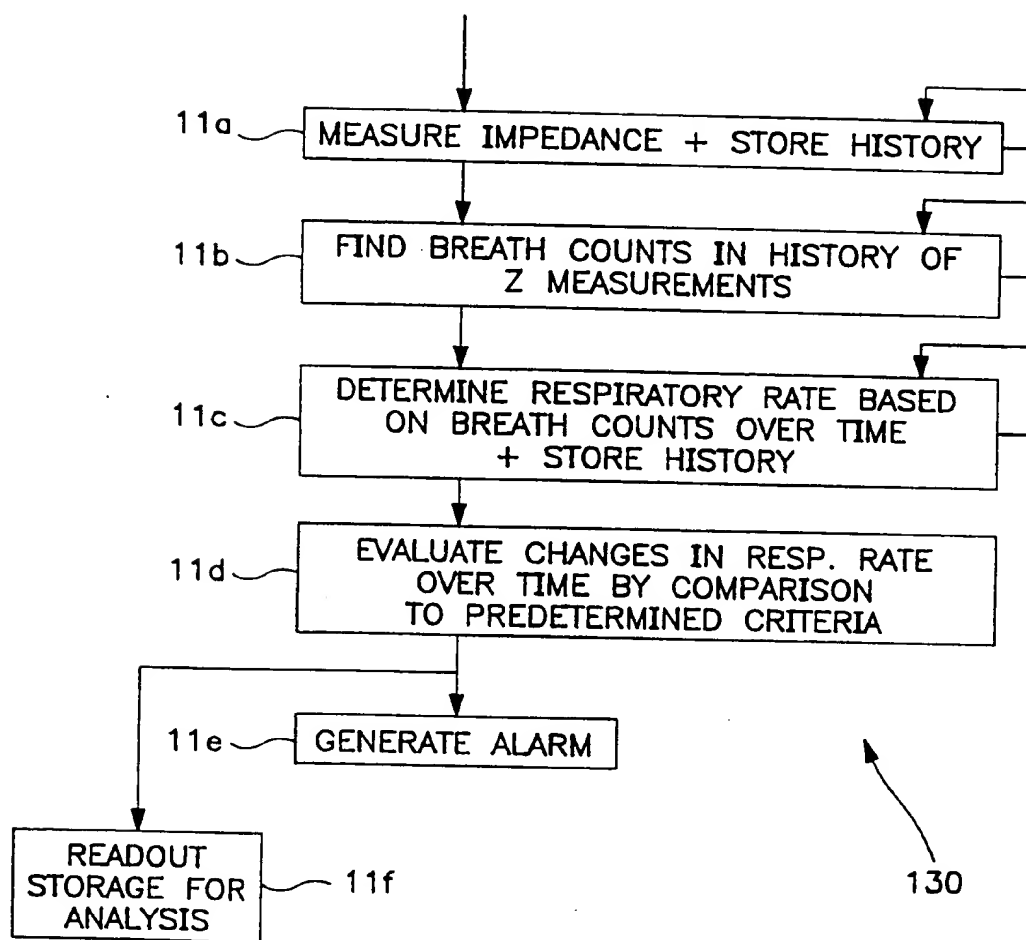 11a
MEASURE IMPEDANCE + STORE HISTORY
11b
FIND BREATH COUNTS IN HISTORY OF
Z MEASUREMENTS
11c
DETERMINE RESPIRATORY RATE BASED
ON BREATH COUNTS OVER TIME
+ STORE HISTORY
11d
EVALUATE CHANGES IN RESP. RATE
OVER TIME BY COMPARISON
TO PREDETERMINED CRITERIA
11e
GENERATE ALARM
READOUT
STORAGE FOR
ANALYSIS
11f
130